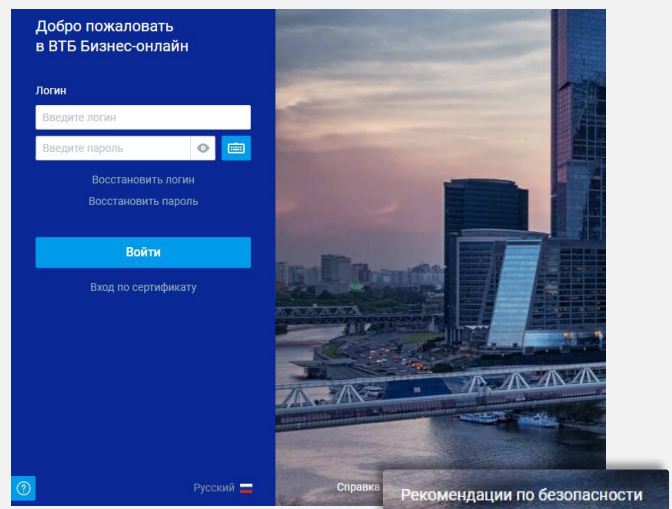 Добро пожаловать
в ВТБ Бизнес-онлайн
Логин
Введите логин
Введите пароль
Восстановить логин
Восстановить пароль
Войти
Вход по сертификату
Русский
Справка
Рекомендации по безопасности